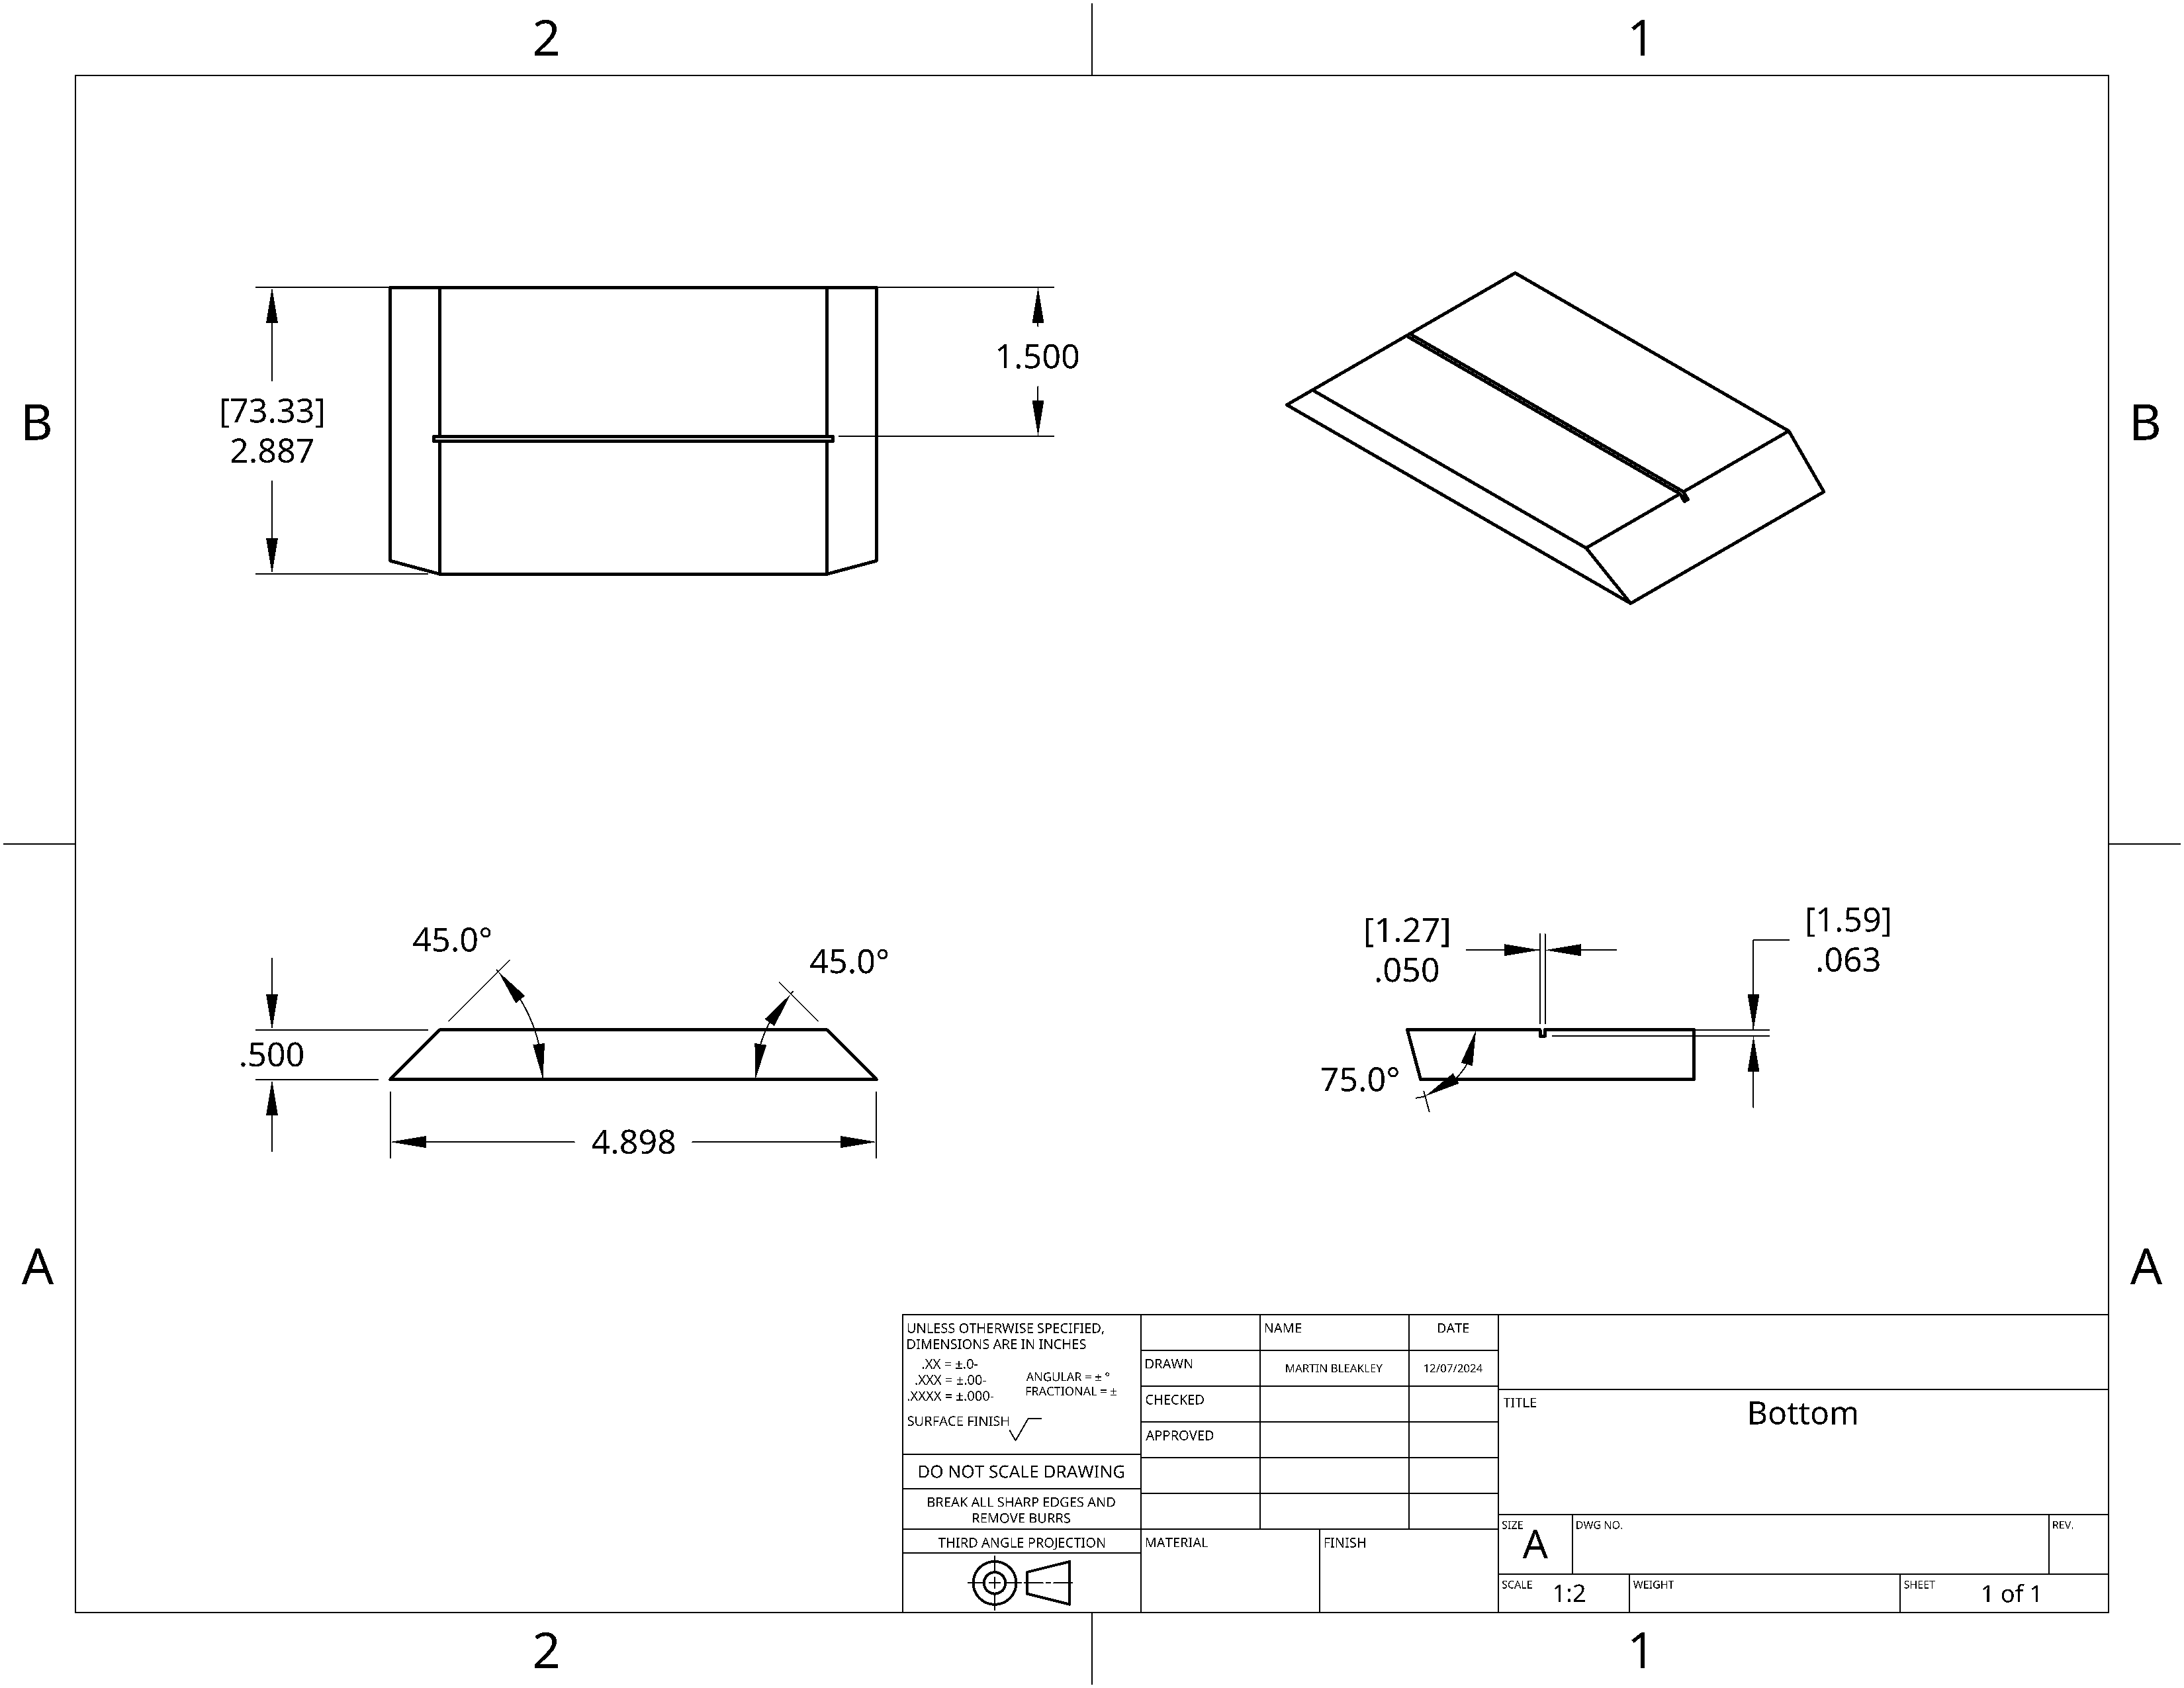 2
1
B
B
1.500
[73.33]
2.887
[1.59]
.063
[1.27]
.050
45.0°
45.0°
.500
75.0°
4.898
A
A
UNLESS OTHERWISE SPECIFIED,
DIMENSIONS ARE IN INCHES
.XX = ±.0-
.XXX = ±.00-
.XXXX = ±.000-
ANGULAR = ± °
FRACTIONAL = ±
SURFACE FINISH
DO NOT SCALE DRAWING
BREAK ALL SHARP EDGES AND
REMOVE BURRS
THIRD ANGLE PROJECTION
NAME
DATE
DRAWN
MARTIN BLEAKLEY
12/07/2024
CHECKED
APPROVED
MATERIAL
FINISH
TITLE
Bottom
SIZE
A
DWG NO.
REV.
SCALE
1:2
WEIGHT
SHEET
1 of 1
2
1